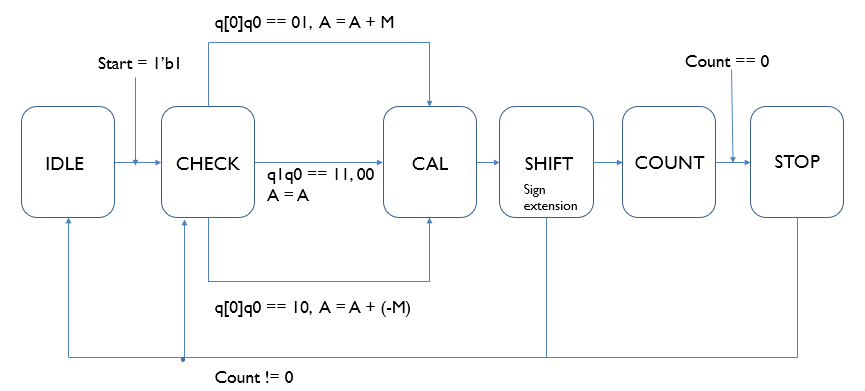 q[0]q0 == 01, A = A + M
Start = 1'b1
Count == 0
IDLE
CHECK
q1q0 == 11, 00
A = A
CAL
SHIFT
Sign
extension
COUNT
STOP
q[0]q0 == 10, A = A + (-M)
Count != 0